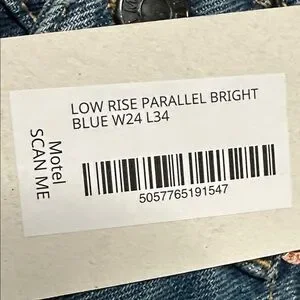 LOW RISE PARALLEL BRIGHT
BLUE W24 L34
Motel
SCAN ME
5057765191547